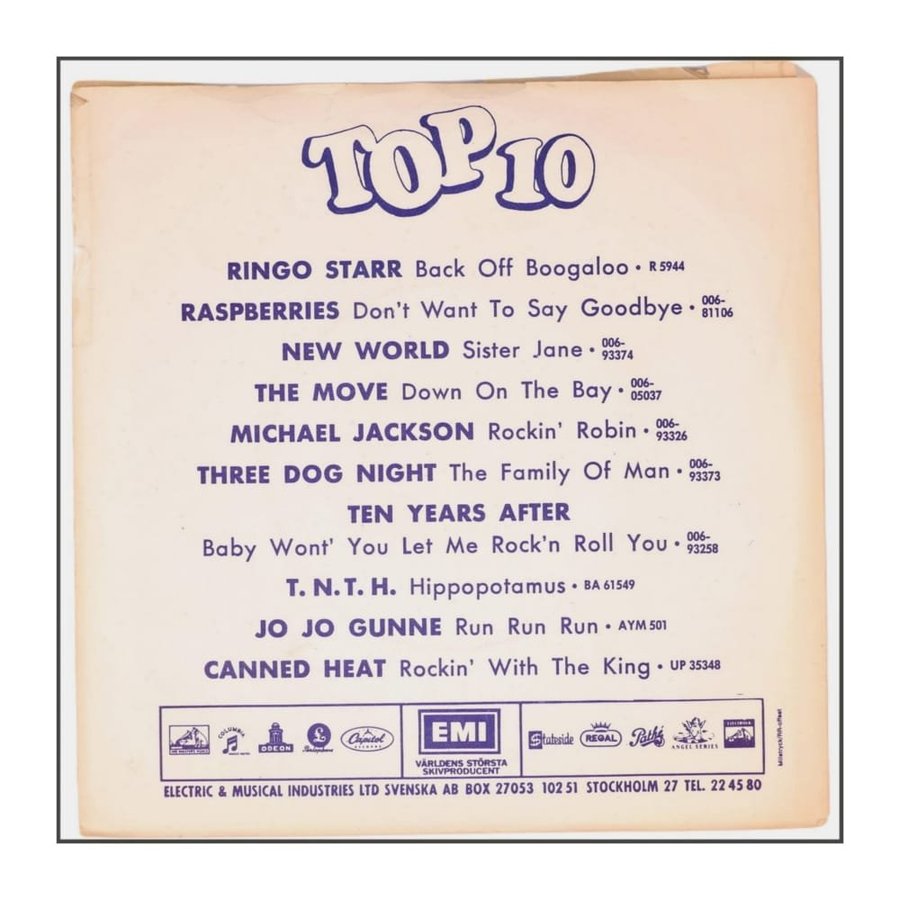 TOP 10
RINGO STARR Back Off Boogaloo • R 5944
RASPBERRIES Don't Want To Say Goodbye • 006-81106
NEW WORLD Sister Jane • 006-93374
THE MOVE Down On The Bay • 006-05037
MICHAEL JACKSON Rockin' Robin • 006-93326
THREE DOG NIGHT The Family Of Man • 006-93373
TEN YEARS AFTER
Baby Wont' You Let Me Rock'n Roll You • 006-93258
T.N.T.H. Hippopotamus • BA 61549
JO JO GUNNE Run Run Run • AYM 501
CANNED HEAT Rockin' With The King • UP 35348
COLUMBIA ODEON Parlophone Capitol RECORDS EMI Stateside REGAL Pathé ANGEL SERIES
VÄRLDENS STÖRSTA
SKIVPRODUCENT
ELECTRIC & MUSICAL INDUSTRIES LTD SVENSKA AB BOX 27053 102 51 STOCKHOLM 27 TEL. 22 45 80